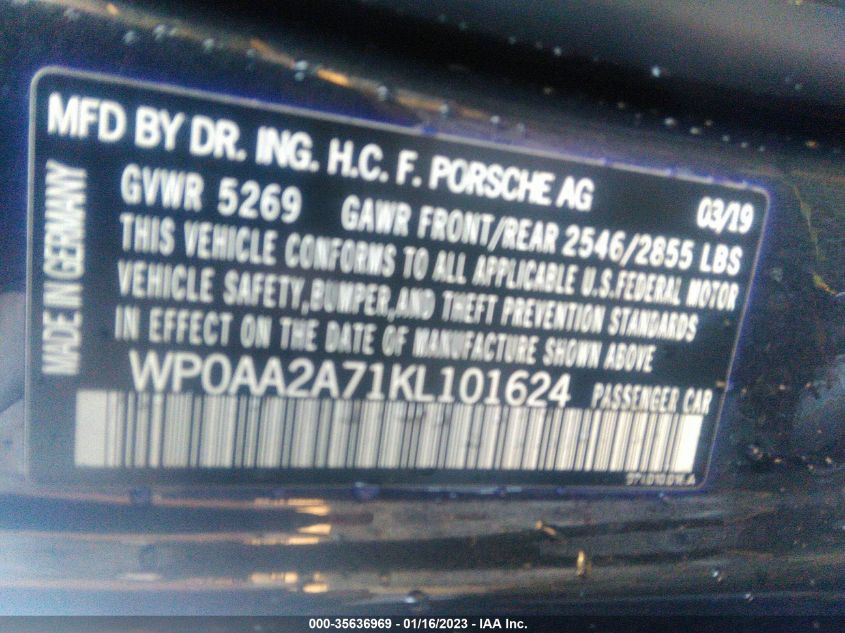 MFD BY DR. ING. H.C. F. PORSCHE AG 03/19
GVWR 5269 GAWR FRONT/REAR 2546/2855 LBS
THIS VEHICLE CONFORMS TO ALL APPLICABLE U.S.FEDERAL MOTOR
VEHICLE SAFETY,BUMPER,AND THEFT PREVENTION STANDARDS
IN EFFECT ON THE DATE OF MANUFACTURE SHOWN ABOVE
WP0AA2A71KL101624 PASSENGER CAR
MADE IN GERMANY
000-35636969 - 01/16/2023 - IAA Inc.